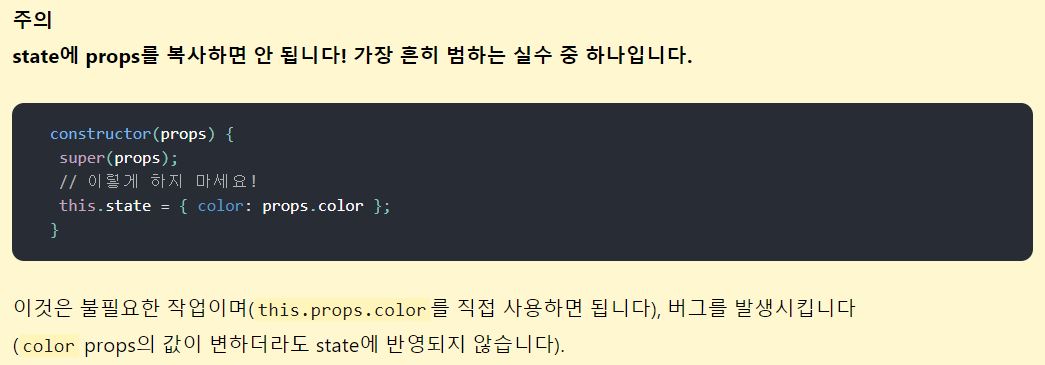 주의
state에 props를 복사하면 안 됩니다! 가장 흔히 범하는 실수 중 하나입니다.
constructor(props) {
super(props);
// 이렇게 하지 마세요!
this.state = { color: props.color };
}
이것은 불필요한 작업이며(this.props.color를 직접 사용하면 됩니다), 버그를 발생시킵니다
(color props의 값이 변하더라도 state에 반영되지 않습니다).